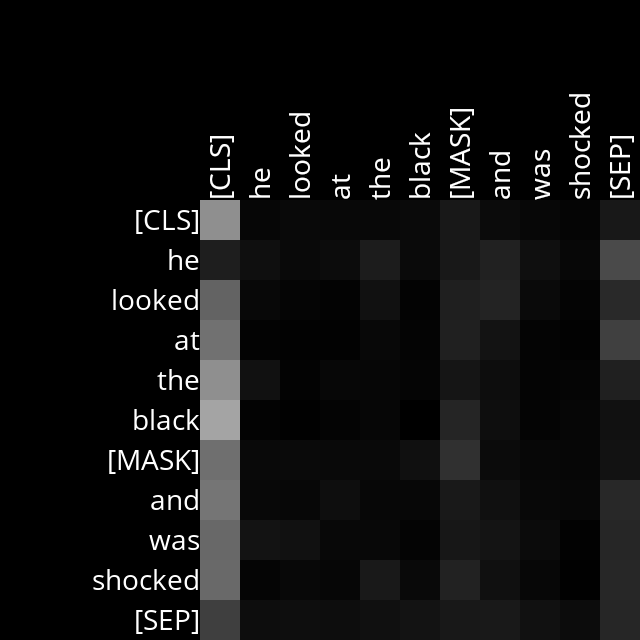 [CLS] he looked at the black [MASK] and was shocked [SEP]
[CLS]
he
looked
at
the
black
[MASK]
and
was
shocked
[SEP]